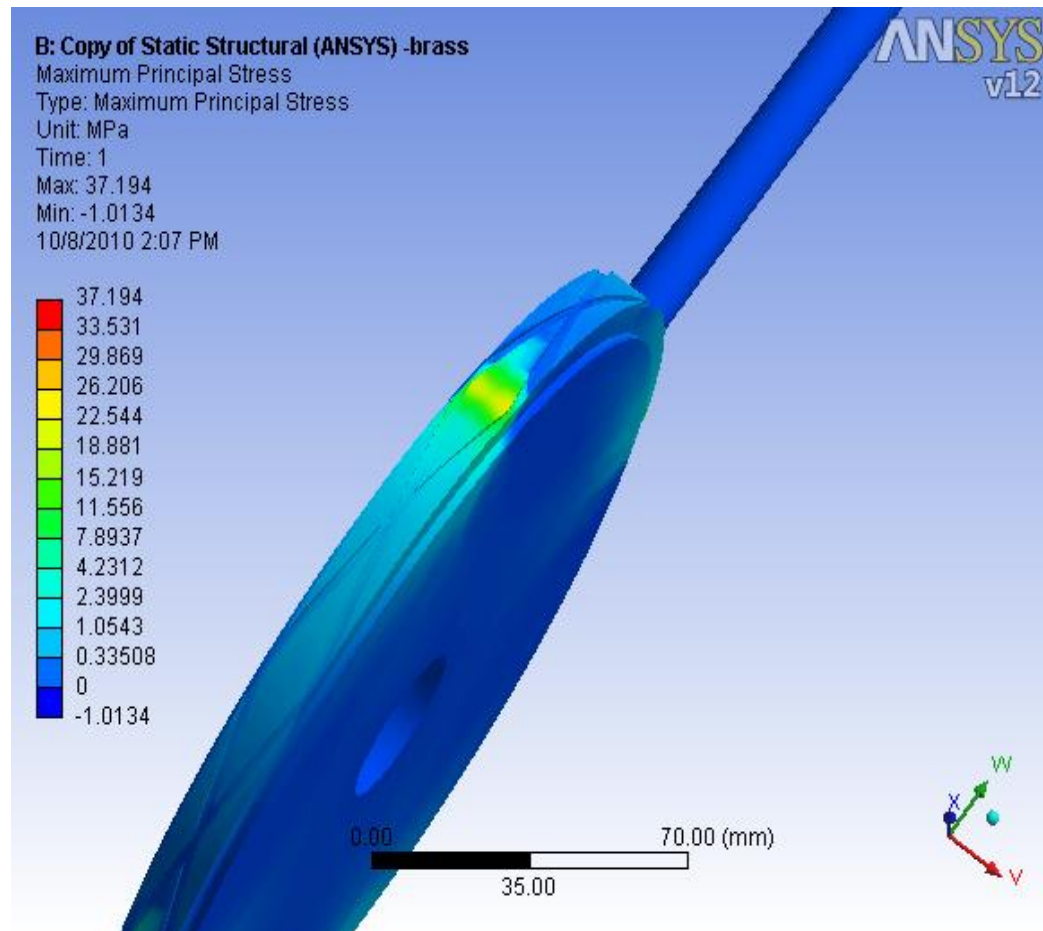 B: Copy of Static Structural (ANSYS) -brass
Maximum Principal Stress
Type: Maximum Principal Stress
Unit: MPa
Time: 1
Max: 37.194
Min: -1.0134
10/8/2010 2:07 PM
ANSYS
v12
37.194
33.531
29.869
26.206
22.544
18.881
15.219
11.556
7.8937
4.2312
2.3999
1.0543
0.33508
0
-1.0134
0.00 70.00 (mm)
35.00
W
X
V